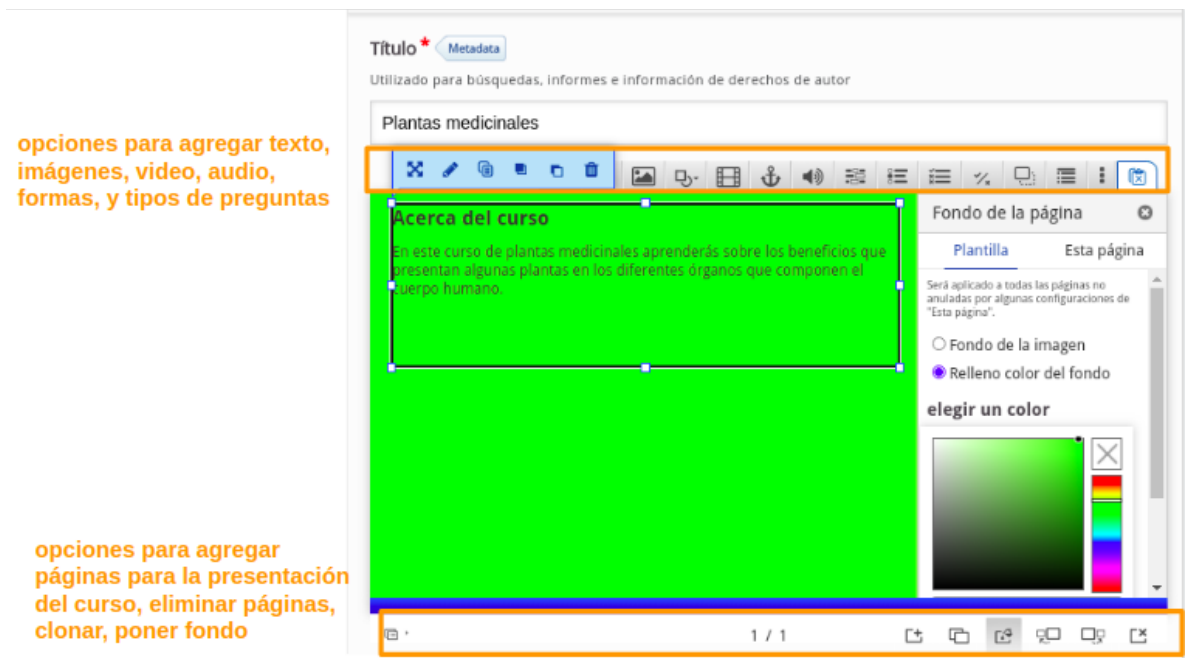 Título * Metadata
Utilizado para búsquedas, informes e información de derechos de autor
Plantas medicinales
opciones para agregar texto,
imágenes, video, audio,
formas, y tipos de preguntas
Acerca del curso
En este curso de plantas medicinales aprenderás sobre los beneficios que
presentan algunas plantas en los diferentes órganos que componen el
cuerpo humano.
Fondo de la página
Plantilla Esta página
Será aplicado a todas las páginas no
anuladas por algunas configuraciones de
"Esta página".
Fondo de la imagen
Relleno color del fondo
elegir un color
opciones para agregar
páginas para la presentación
del curso, eliminar páginas,
clonar, poner fondo
1 / 1